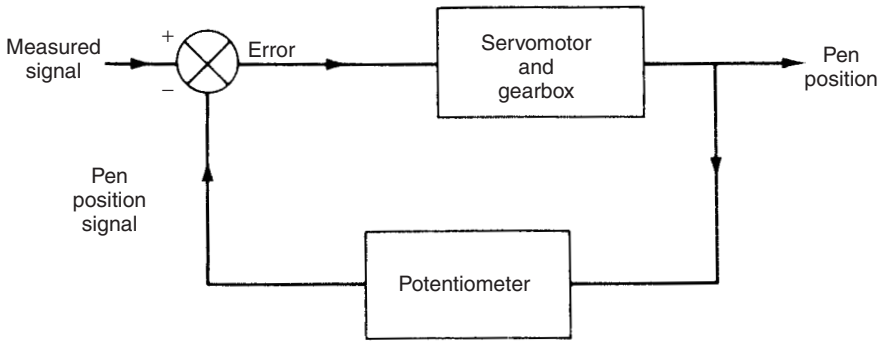 Measured
signal
+
−
Error
Servomotor
and
gearbox
Pen
position
Pen
position
signal
Potentiometer